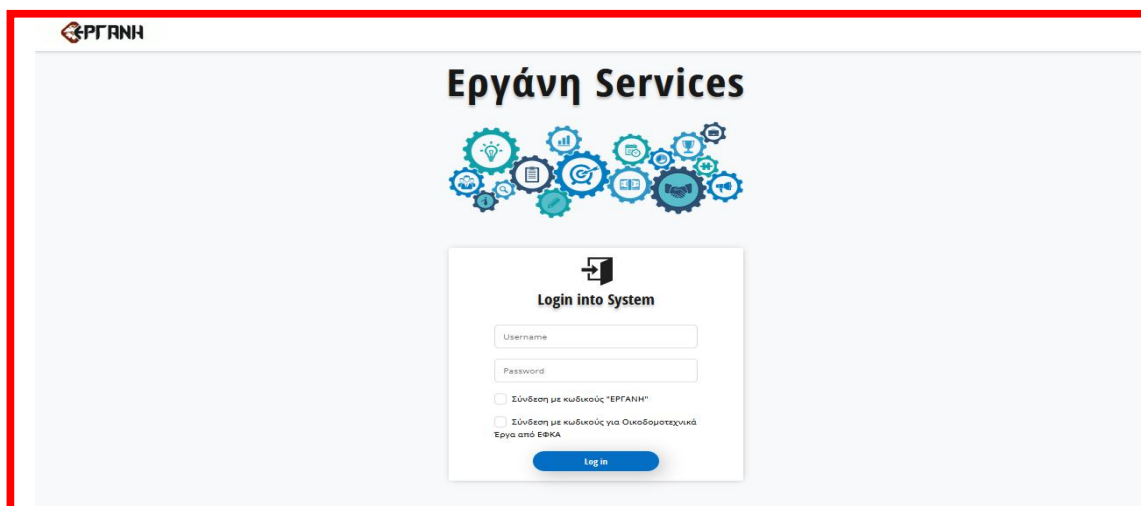 ΕΡΓΑΝΗ
Εργάνη Services
Login into System
Username
Password
Σύνδεση με κωδικούς "ΕΡΓΑΝΗ"
Σύνδεση με κωδικούς για Οικοδομοτεχνικά
Έργα από ΕΦΚΑ
Log in